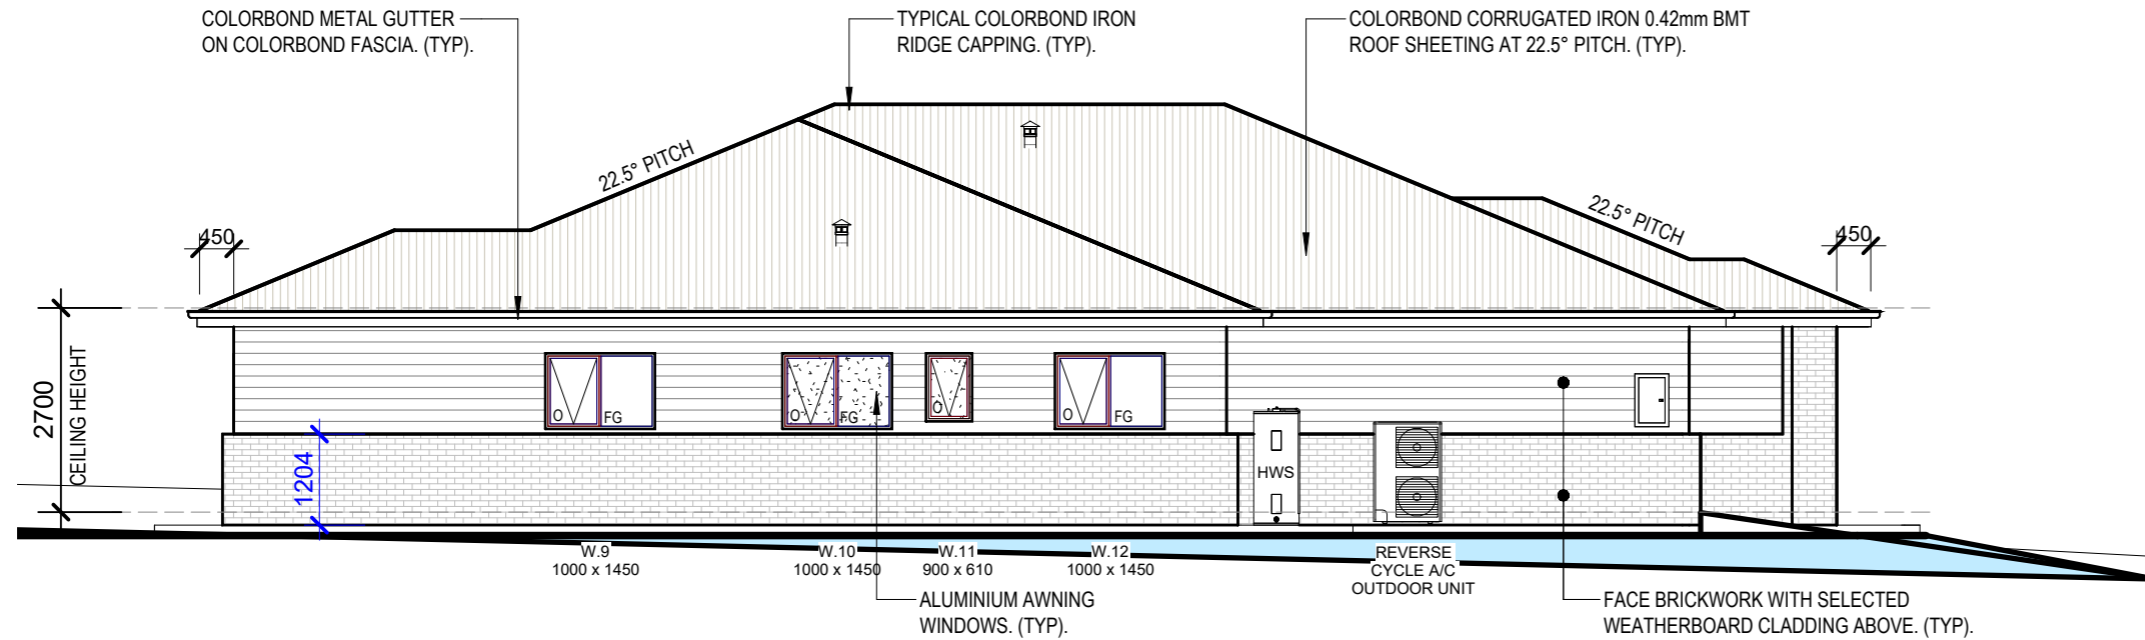 COLORBOND METAL GUTTER
ON COLORBOND FASCIA. (TYP).
TYPICAL COLORBOND IRON
RIDGE CAPPING. (TYP).
COLORBOND CORRUGATED IRON 0.42mm BMT
ROOF SHEETING AT 22.5° PITCH. (TYP).
22.5° PITCH
22.5° PITCH
450
450
2700
CEILING HEIGHT
1204
O FG
O FG
O
O FG
HWS
W.9
1000 x 1450
W.10
1000 x 1450
W.11
900 x 610
W.12
1000 x 1450
REVERSE
CYCLE A/C
OUTDOOR UNIT
ALUMINIUM AWNING
WINDOWS. (TYP).
FACE BRICKWORK WITH SELECTED
WEATHERBOARD CLADDING ABOVE. (TYP).